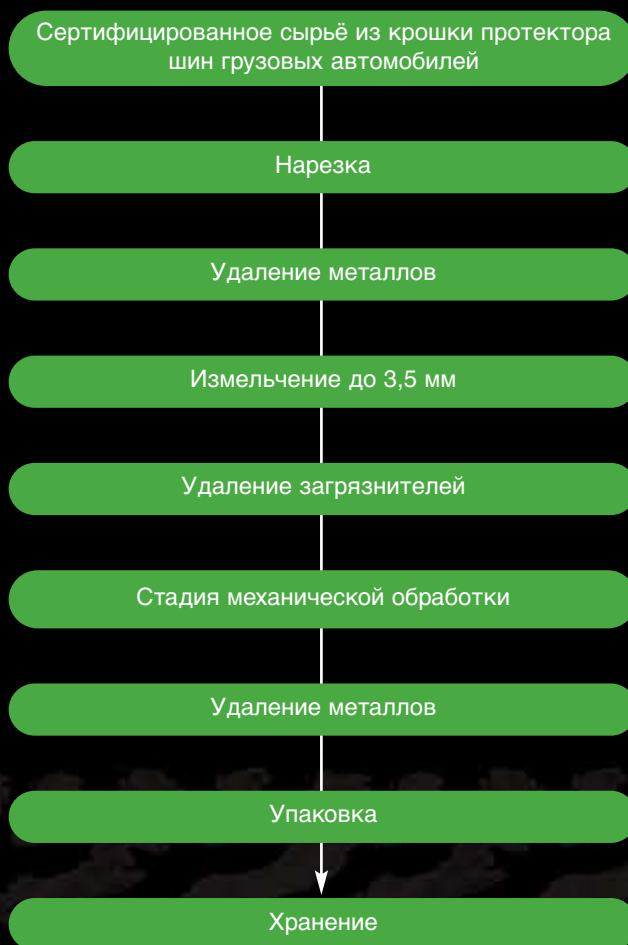 Сертифицированное сырьё из крошки протектора
шин грузовых автомобилей
Нарезка
Удаление металлов
Измельчение до 3,5 мм
Удаление загрязнителей
Стадия механической обработки
Удаление металлов
Упаковка
Хранение